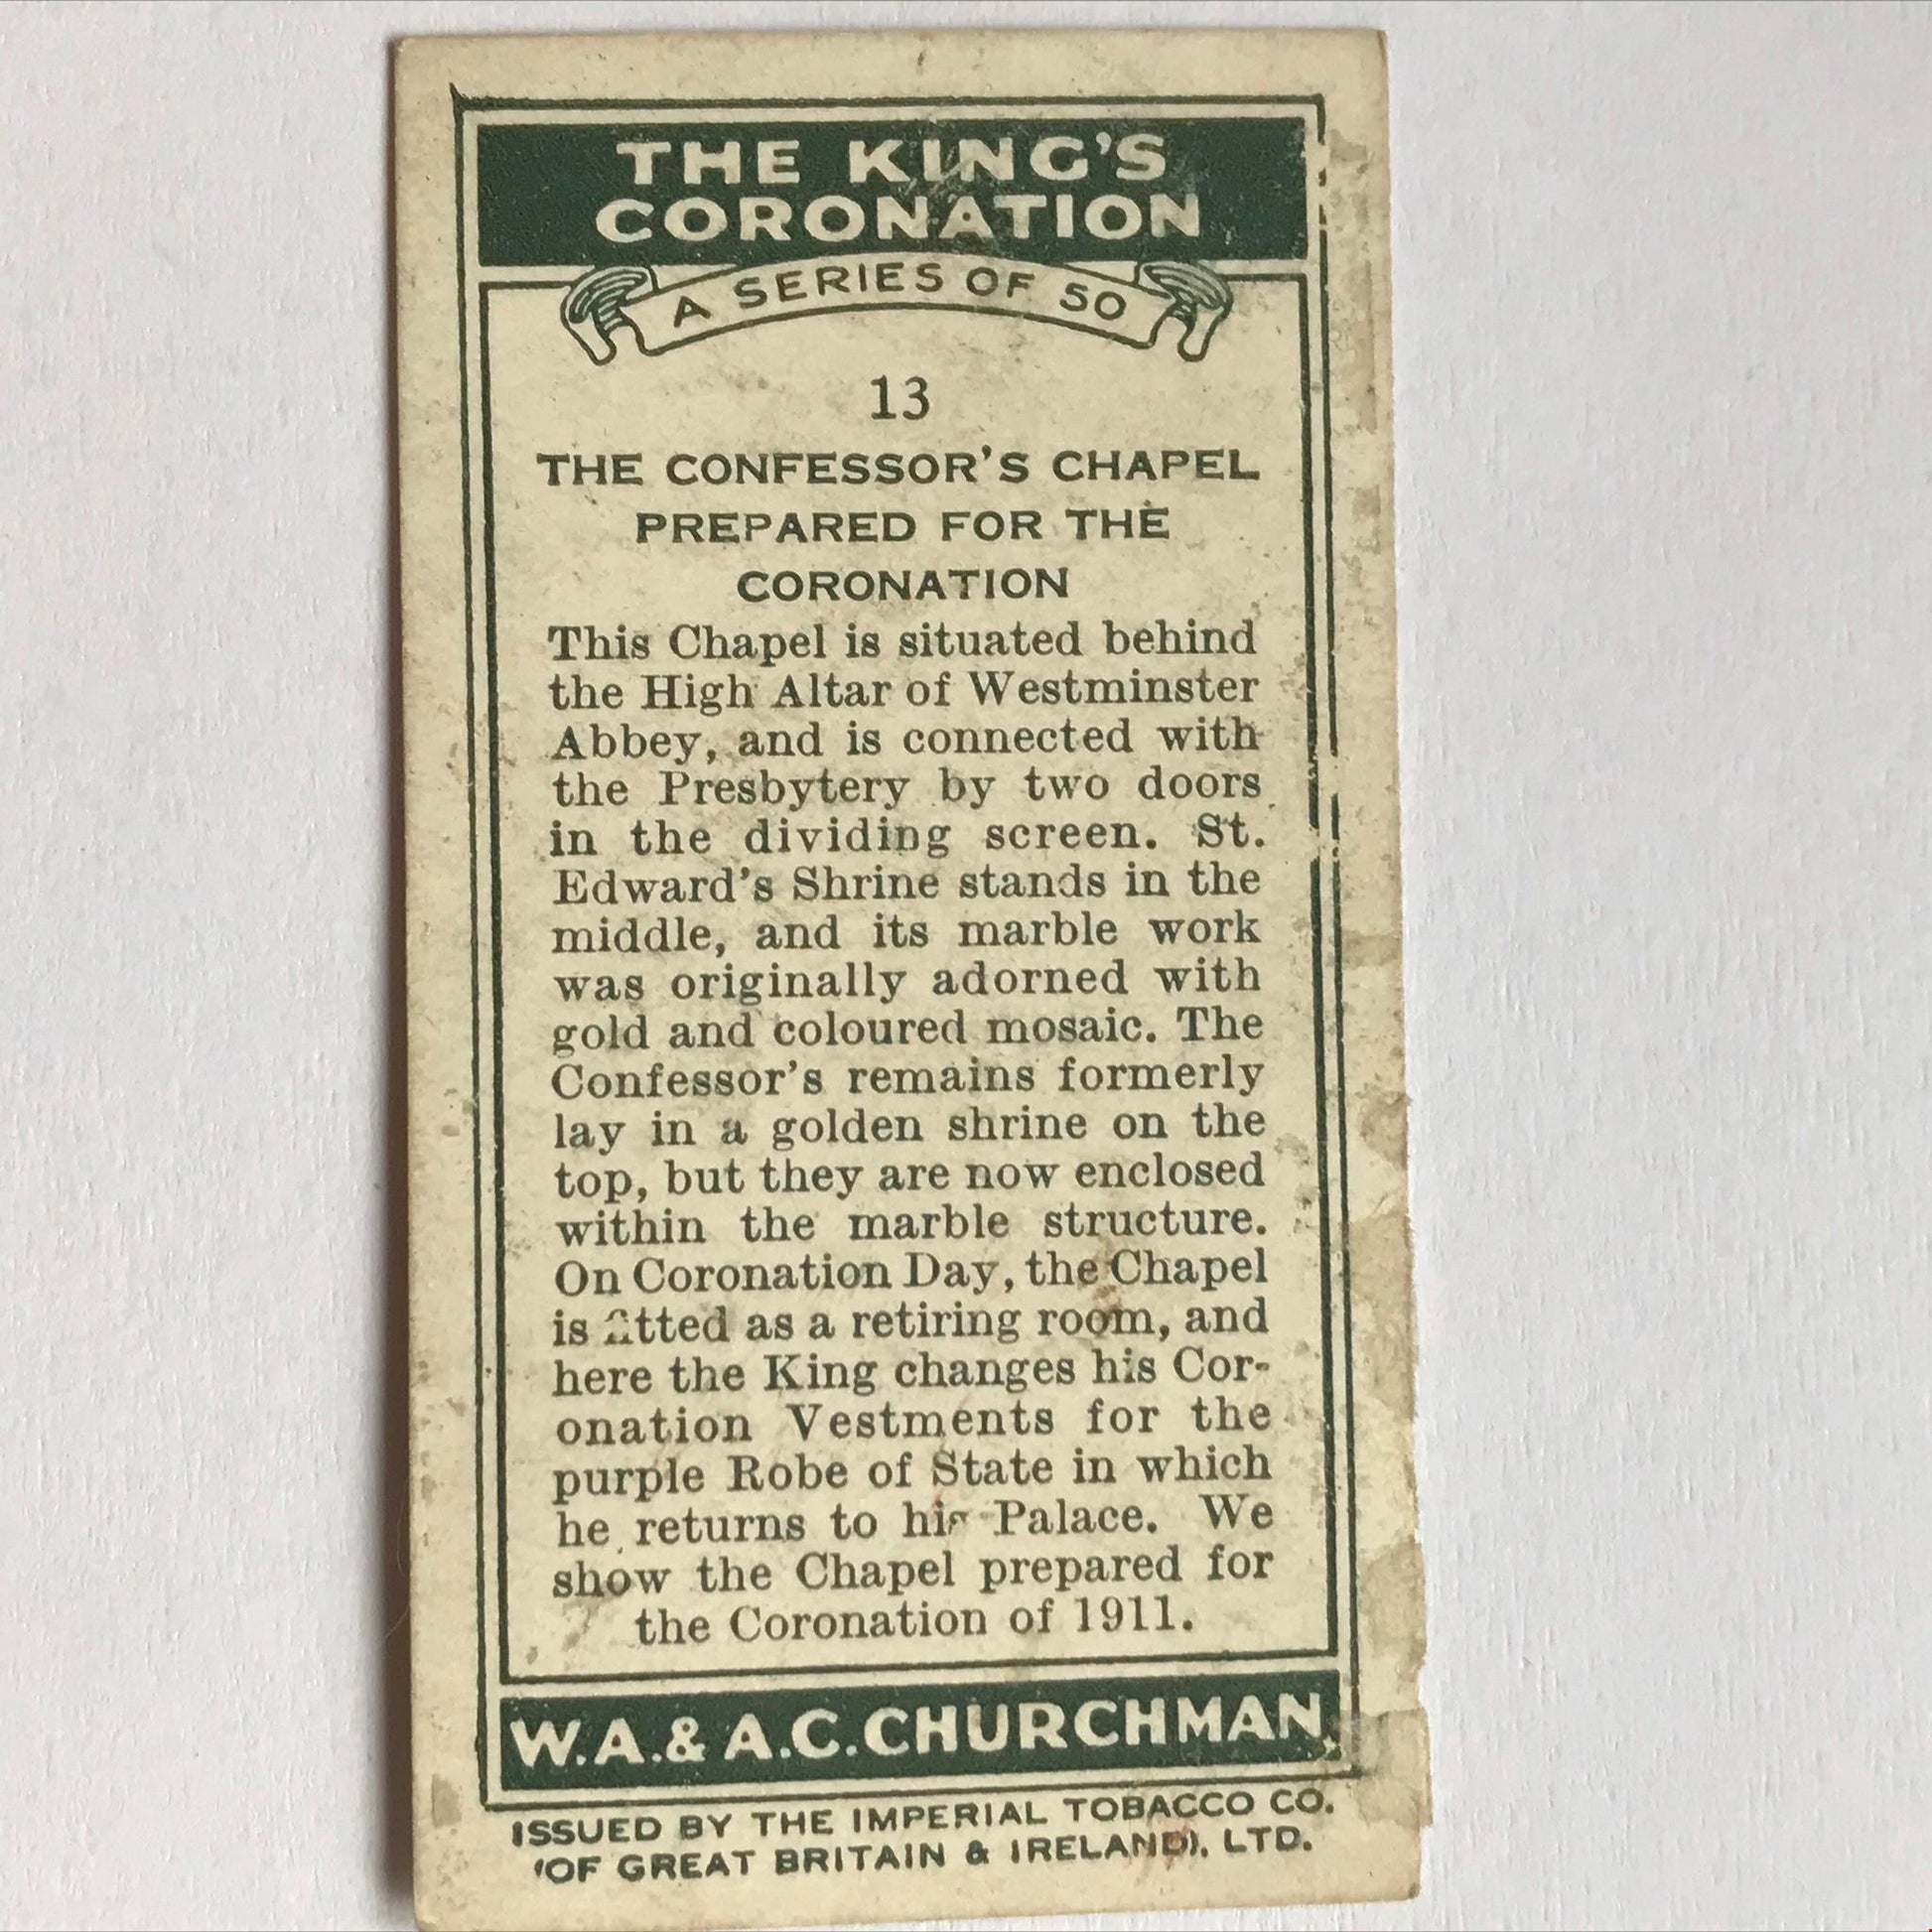 THE KING'S
CORONATION
A SERIES OF 50
13
THE CONFESSOR'S CHAPEL
PREPARED FOR THE
CORONATION
This Chapel is situated behind
the High Altar of Westminster
Abbey, and is connected with
the Presbytery by two doors
in the dividing screen. St.
Edward's Shrine stands in the
middle, and its marble work
was originally adorned with
gold and coloured mosaic. The
Confessor's remains formerly
lay in a golden shrine on the
top, but they are now enclosed
within the marble structure.
On Coronation Day, the Chapel
is fitted as a retiring room, and
here the King changes his Cor-
onation Vestments for the
purple Robe of State in which
he returns to his Palace. We
show the Chapel prepared for
the Coronation of 1911.
W.A.& A.C.CHURCHMAN
ISSUED BY THE IMPERIAL TOBACCO CO.
(OF GREAT BRITAIN & IRELAND), LTD.